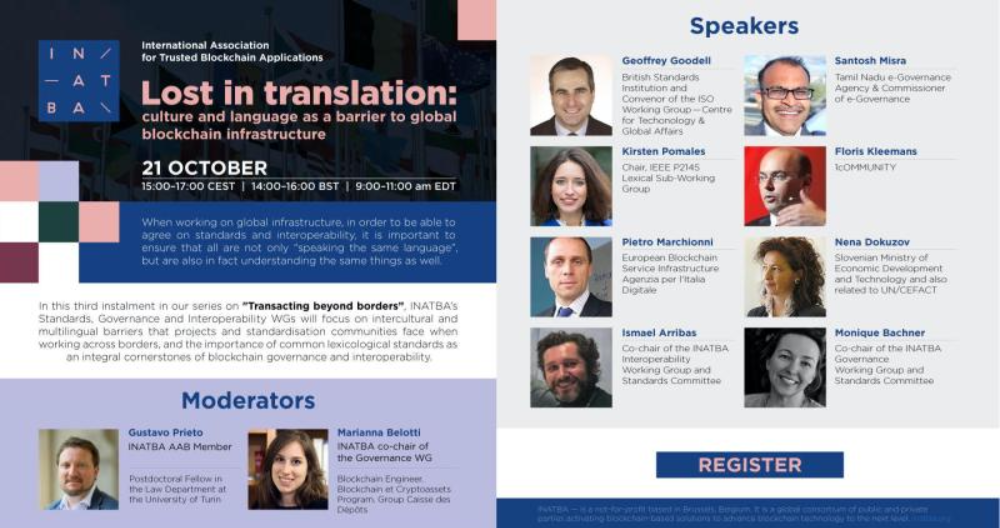 I N /
— A T
B A \
International Association
for Trusted Blockchain Applications
Lost in translation:
culture and language as a barrier to global
blockchain infrastructure
21 OCTOBER
15:00-17:00 CEST | 14:00-16:00 BST | 9:00-11:00 am EDT
When working on global infrastructure, in order to be able to
agree on standards and interoperability, it is important to
ensure that all are not only "speaking the same language",
but are also in fact understanding the same things as well.
In this third instalment in our series on "Transacting beyond borders", INATBA's
Standards, Governance and Interoperability WGs will focus on intercultural and
multilingual barriers that projects and standardisation communities face when
working across borders, and the importance of common lexicological standards as
an integral cornerstones of blockchain governance and interoperability.
Moderators
Gustavo Prieto
INATBA AAB Member
Postdoctoral Fellow in
the Law Department at
the University of Turin
Marianna Belotti
INATBA co-chair of
the Governance WG
Blockchain Engineer,
Blockchain et Cryptoassets
Program, Group Caisse des
Depôts
Speakers
Geoffrey Goodell
British Standards
Institution and
Convenor of the ISO
Working Group — Centre
for Techonology &
Global Affairs
Santosh Misra
Tamil Nadu e-Governance
Agency & Commissioner
of e-Governance
Kirsten Pomales
Chair, IEEE P2145
Lexical Sub-Working
Group
Floris Kleemans
1cOMMUNITY
Pietro Marchionni
European Blockchain
Service Infrastructure
Agenzia per l'Italia
Digitale
Nena Dokuzov
Slovenian Ministry of
Economic Development
and Technology and also
related to UN/CEFACT
Ismael Arribas
Co-chair of the INATBA
Interoperability
Working Group and
Standards Committee
Monique Bachner
Co-chair of the INATBA
Governance
Working Group and
Standards Committee
REGISTER
INATBA — is a not-for-profit based in Brussels, Belgium. It is a global consortium of public and private
parties activating blockchain based solutions to advance blockchain technology to the next level.